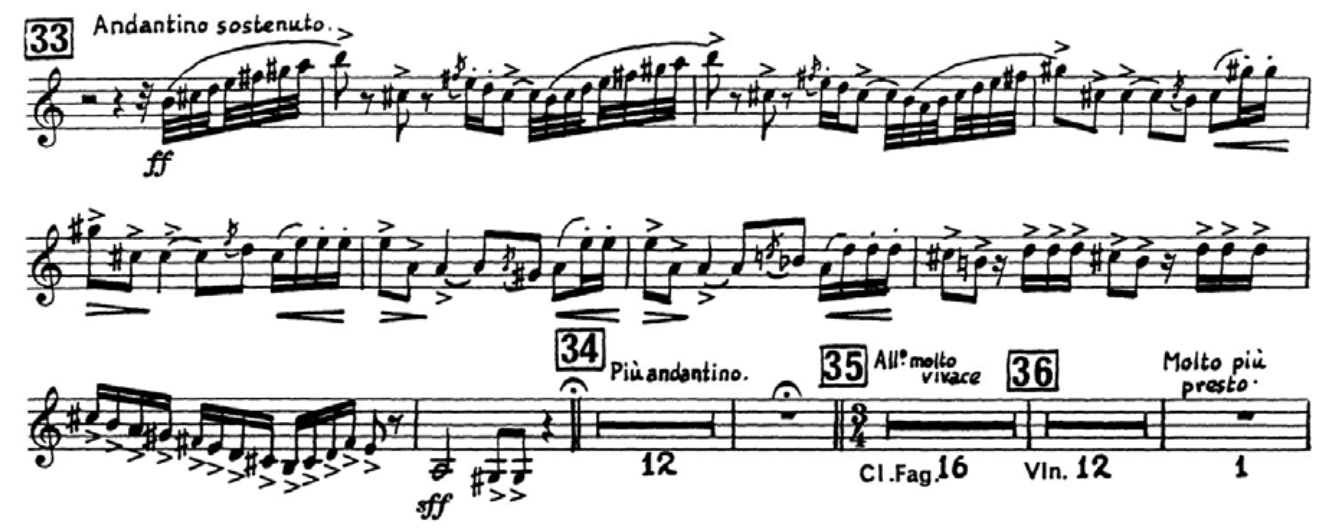 33 Andantino sostenuto.
ff
34 Più andantino. 35 All.º molto vivace 36 Molto più presto.
3/4
12 Cl.Fag. 16 Vln. 12 1
sff